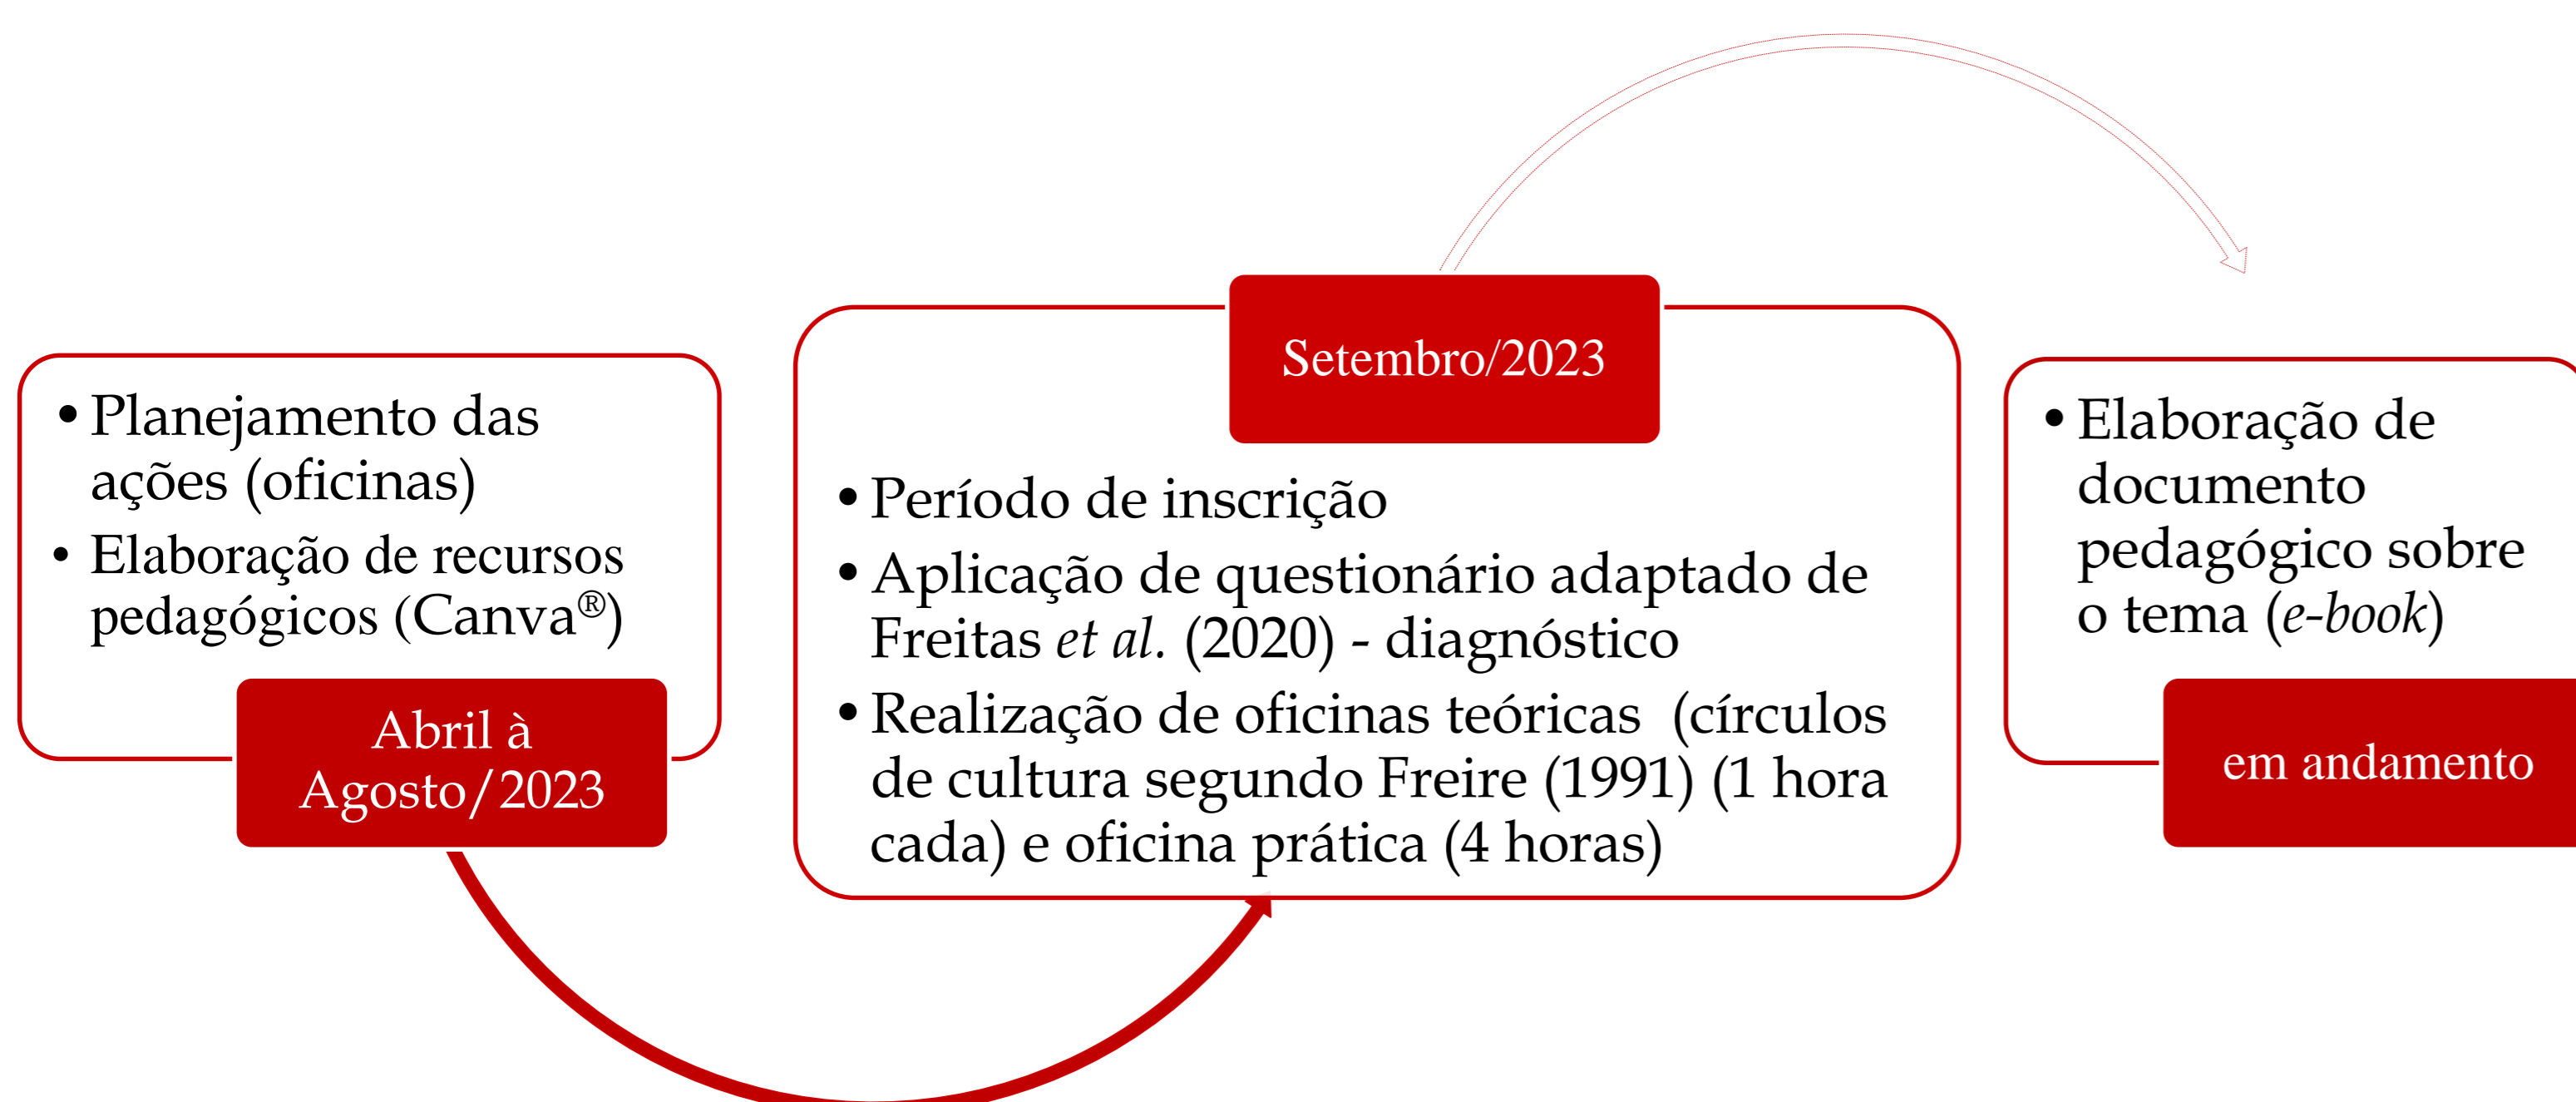 • Planejamento das
ações (oficinas)
• Elaboração de recursos
pedagógicos (Canva®)
Abril à
Agosto/2023
Setembro/2023
• Período de inscrição
• Aplicação de questionário adaptado de
Freitas et al. (2020) - diagnóstico
• Realização de oficinas teóricas  (círculos
de cultura segundo Freire (1991) (1 hora
cada) e oficina prática (4 horas)
• Elaboração de
documento
pedagógico sobre
o tema (e-book)
em andamento